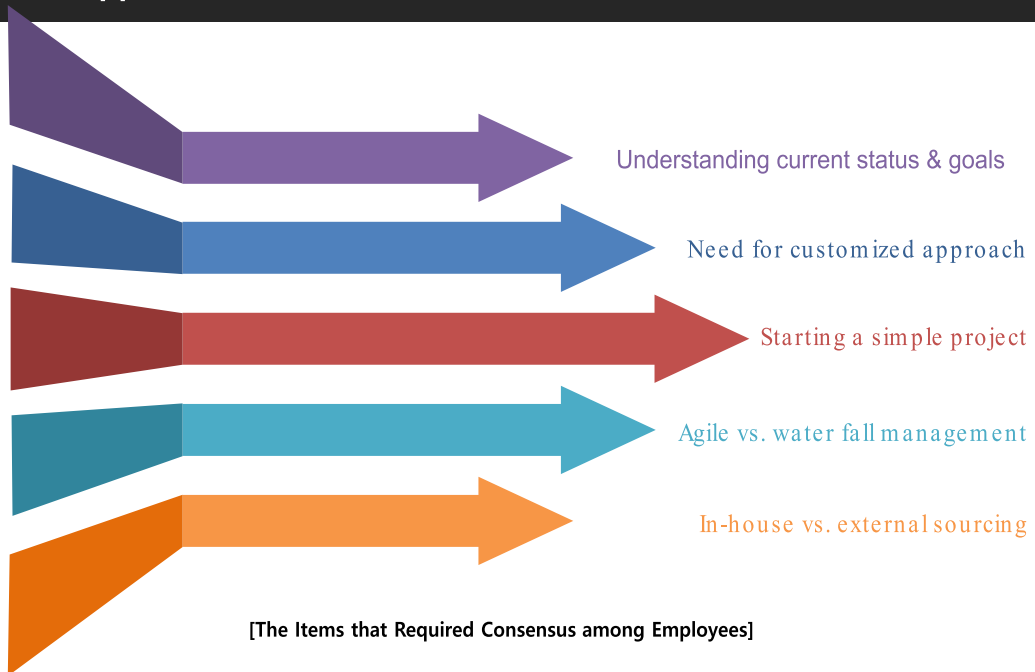 Understanding current status & goals
Need for customized approach
Starting a simple project
Agile vs. water fall management
In-house vs. external sourcing
[The Items that Required Consensus among Employees]